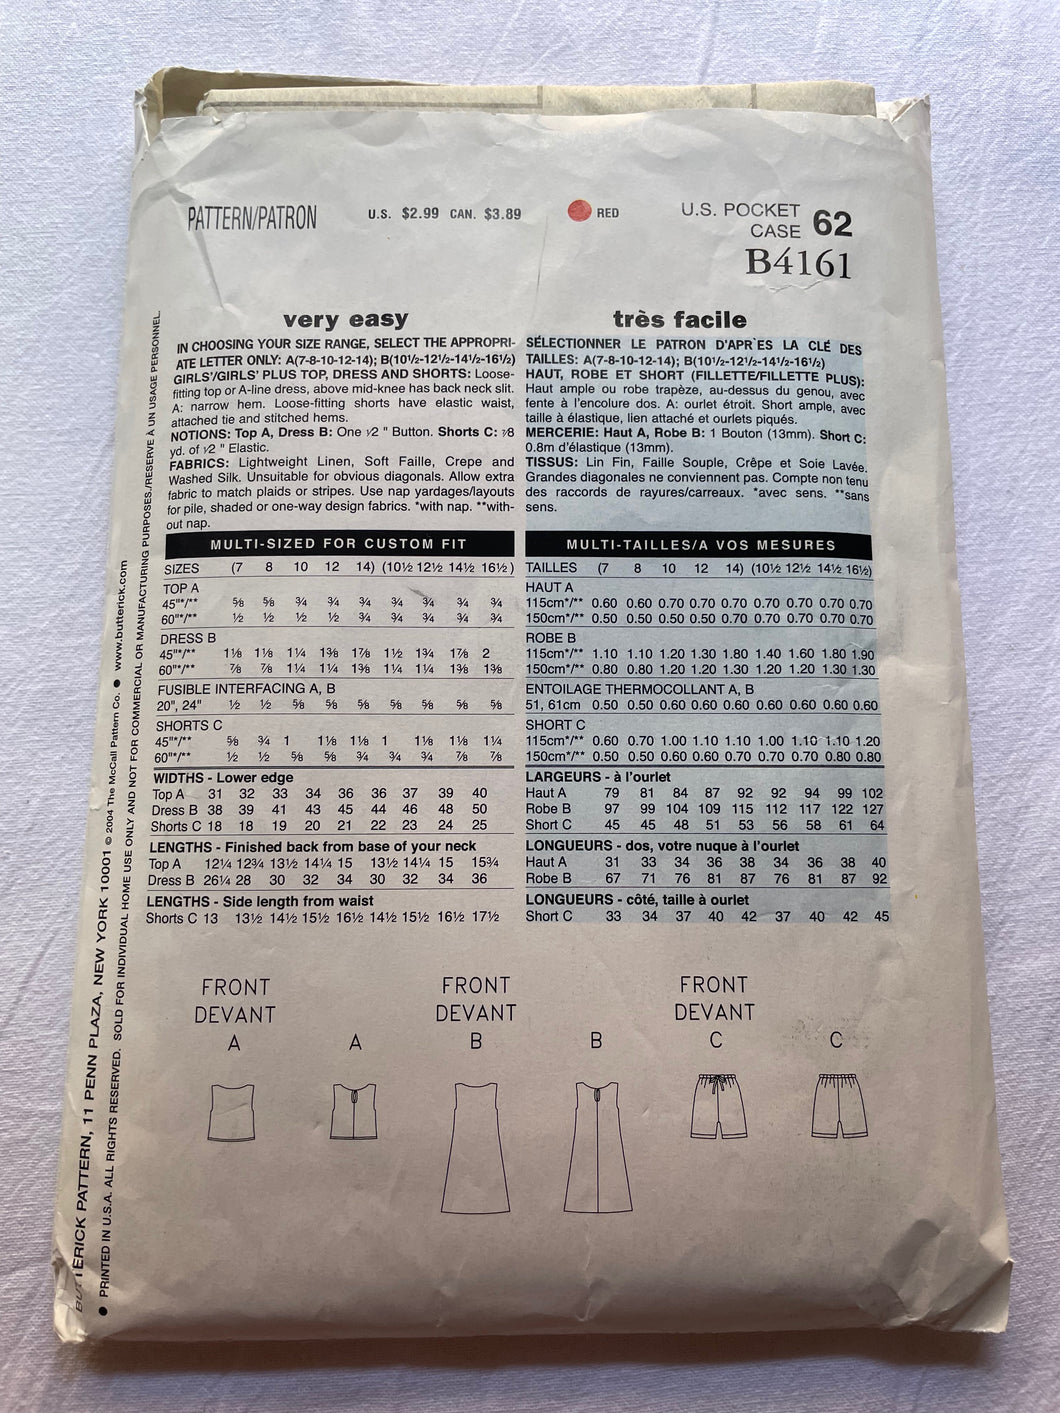 PATTERN/PATRON
U.S. $2.99 CAN. $3.89
RED
U.S. POCKET
CASE 62
B4161
very easy
IN CHOOSING YOUR SIZE RANGE, SELECT THE APPROPRI-
ATE LETTER ONLY: A(7-8-10-12-14); B(10½-12½-14½-16½)
GIRLS'/GIRLS' PLUS TOP, DRESS AND SHORTS: Loose-
fitting top or A-line dress, above mid-knee has back neck slit.
A: narrow hem. Loose-fitting shorts have elastic waist,
attached tie and stitched hems.
NOTIONS: Top A, Dress B: One ½ " Button. Shorts C: ⅞
yd. of ½ " Elastic.
FABRICS: Lightweight Linen, Soft Faille, Crepe and
Washed Silk. Unsuitable for obvious diagonals. Allow extra
fabric to match plaids or stripes. Use nap yardages/layouts
for pile, shaded or one-way design fabrics. *with nap. **with-
out nap.
MULTI-SIZED FOR CUSTOM FIT
SIZES (7 8 10 12 14) (10½ 12½ 14½ 16½)
TOP A
45"*/** ⅝ ⅝ ¾ ¾ ¾ ¾ ¾ ¾ ¾
60"*/** ½ ½ ½ ½ ¾ ¾ ¾ ¾ ¾
DRESS B
45"*/** 1⅛ 1⅛ 1¼ 1⅜ 1⅞ 1½ 1¾ 1⅞ 2
60"*/** ⅞ ⅞ 1¼ 1¼ 1⅜ 1¼ 1¼ 1⅜ 1⅜
FUSIBLE INTERFACING A, B
20", 24" ½ ½ ⅝ ⅝ ⅝ ⅝ ⅝ ⅝ ⅝
SHORTS C
45"*/** ⅝ ¾ 1 1⅛ 1⅛ 1 1⅛ 1⅛ 1¼
60"*/** ½ ½ ⅝ ⅝ ¾ ¾ ¾ ⅞ ⅞
WIDTHS - Lower edge
Top A 31 32 33 34 36 36 37 39 40
Dress B 38 39 41 43 45 44 46 48 50
Shorts C 18 18 19 20 21 22 23 24 25
LENGTHS - Finished back from base of your neck
Top A 12¼ 12¾ 13½ 14¼ 15 13½ 14¼ 15 15¾
Dress B 26¼ 28 30 32 34 30 32 34 36
LENGTHS - Side length from waist
Shorts C 13 13½ 14½ 15½ 16½ 14½ 15½ 16½ 17½
très facile
SÉLECTIONNER LE PATRON D'APR`ES LA CLÉ DES
TAILLES: A(7-8-10-12-14); B(10½-12½-14½-16½)
HAUT, ROBE ET SHORT (FILLETTE/FILLETTE PLUS):
Haut ample ou robe trapèze, au-dessus du genou, avec
fente à l'encolure dos. A: ourlet étroit. Short ample, avec
taille à élastique, lien attaché et ourlets piqués.
MERCERIE: Haut A, Robe B: 1 Bouton (13mm). Short C:
0.8m d'élastique (13mm).
TISSUS: Lin Fin, Faille Souple, Crêpe et Soie Lavée.
Grandes diagonales ne conviennent pas. Compte non tenu
des raccords de rayures/carreaux. *avec sens. **sans
sens.
MULTI-TAILLES/A VOS MESURES
TAILLES (7 8 10 12 14) (10½ 12½ 14½ 16½)
HAUT A
115cm*/** 0.60 0.60 0.70 0.70 0.70 0.70 0.70 0.70 0.70
150cm*/** 0.50 0.50 0.50 0.50 0.70 0.70 0.70 0.70 0.70
ROBE B
115cm*/** 1.10 1.10 1.20 1.30 1.80 1.40 1.60 1.80 1.90
150cm*/** 0.80 0.80 1.20 1.20 1.30 1.20 1.20 1.30 1.30
ENTOILAGE THERMOCOLLANT A, B
51, 61cm 0.50 0.50 0.60 0.60 0.60 0.60 0.60 0.60 0.60
SHORT C
115cm*/** 0.60 0.70 1.00 1.10 1.10 1.00 1.10 1.10 1.20
150cm*/** 0.50 0.50 0.60 0.60 0.70 0.70 0.70 0.80 0.80
LARGEURS - à l'ourlet
Haut A 79 81 84 87 92 92 94 99 102
Robe B 97 99 104 109 115 112 117 122 127
Short C 45 45 48 51 53 56 58 61 64
LONGUEURS - dos, votre nuque à l'ourlet
Haut A 31 33 34 36 38 34 36 38 40
Robe B 67 71 76 81 87 76 81 87 92
LONGUEURS - côté, taille à ourlet
Short C 33 34 37 40 42 37 40 42 45
FRONT
DEVANT
A
A
FRONT
DEVANT
B
B
FRONT
DEVANT
C
C
BUTTERICK PATTERN, 11 PENN PLAZA, NEW YORK 10001 © 2004 The McCall Pattern Co. ● www.butterick.com
● PRINTED IN U.S.A. ALL RIGHTS RESERVED. SOLD FOR INDIVIDUAL HOME USE ONLY AND NOT FOR COMMERCIAL OR MANUFACTURING PURPOSES./RESERVÉ À UN USAGE PERSONNEL.